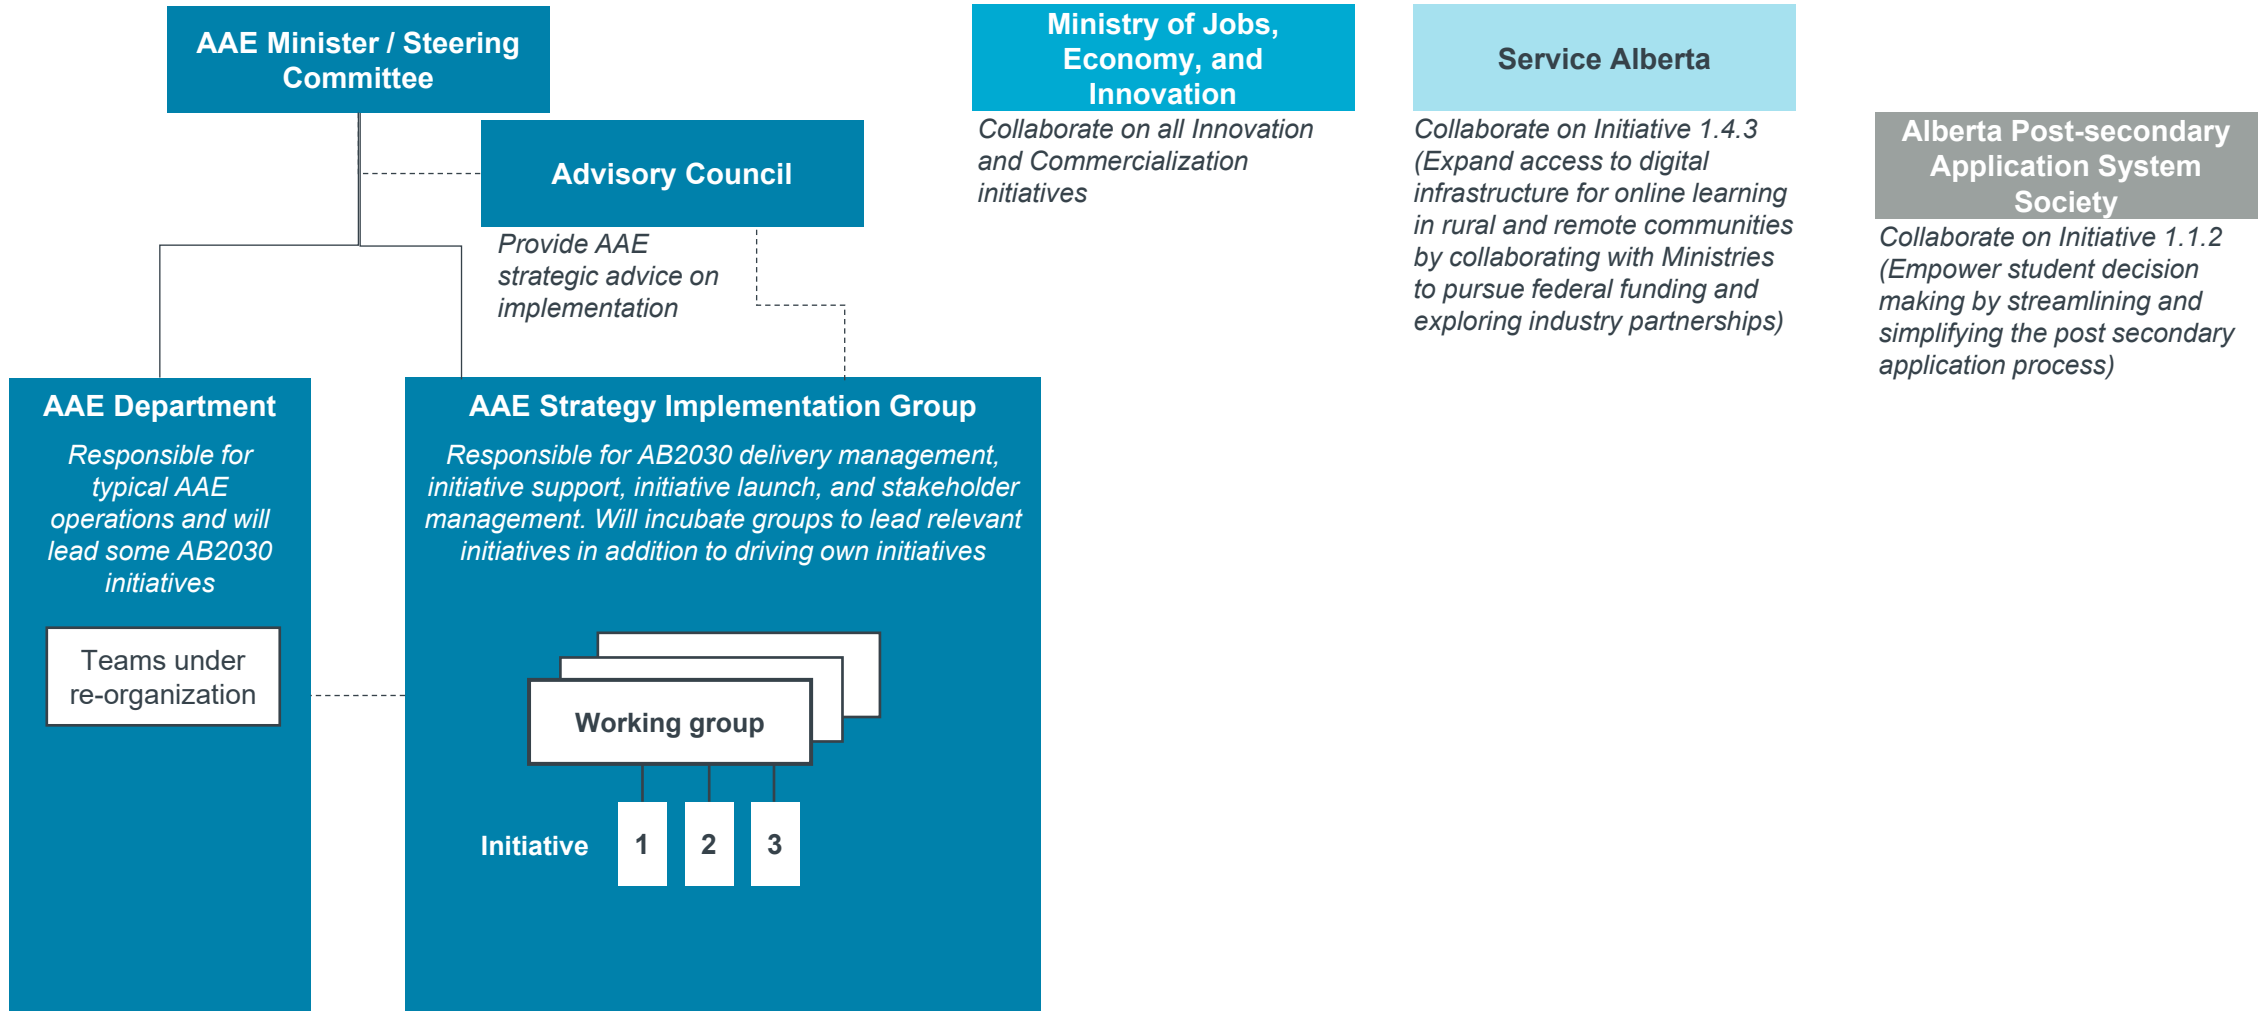 AAE Minister / Steering
Committee
Advisory Council
Provide AAE
strategic advice on
implementation
Ministry of Jobs,
Economy, and
Innovation
Collaborate on all Innovation
and Commercialization
initiatives
Service Alberta
Collaborate on Initiative 1.4.3
(Expand access to digital
infrastructure for online learning
in rural and remote communities
by collaborating with Ministries
to pursue federal funding and
exploring industry partnerships)
Alberta Post-secondary
Application System
Society
Collaborate on Initiative 1.1.2
(Empower student decision
making by streamlining and
simplifying the post secondary
application process)
AAE Department
Responsible for
typical AAE
operations and will
lead some AB2030
initiatives
Teams under
re-organization
AAE Strategy Implementation Group
Responsible for AB2030 delivery management,
initiative support, initiative launch, and stakeholder
management. Will incubate groups to lead relevant
initiatives in addition to driving own initiatives
Working group
Initiative 1 2 3